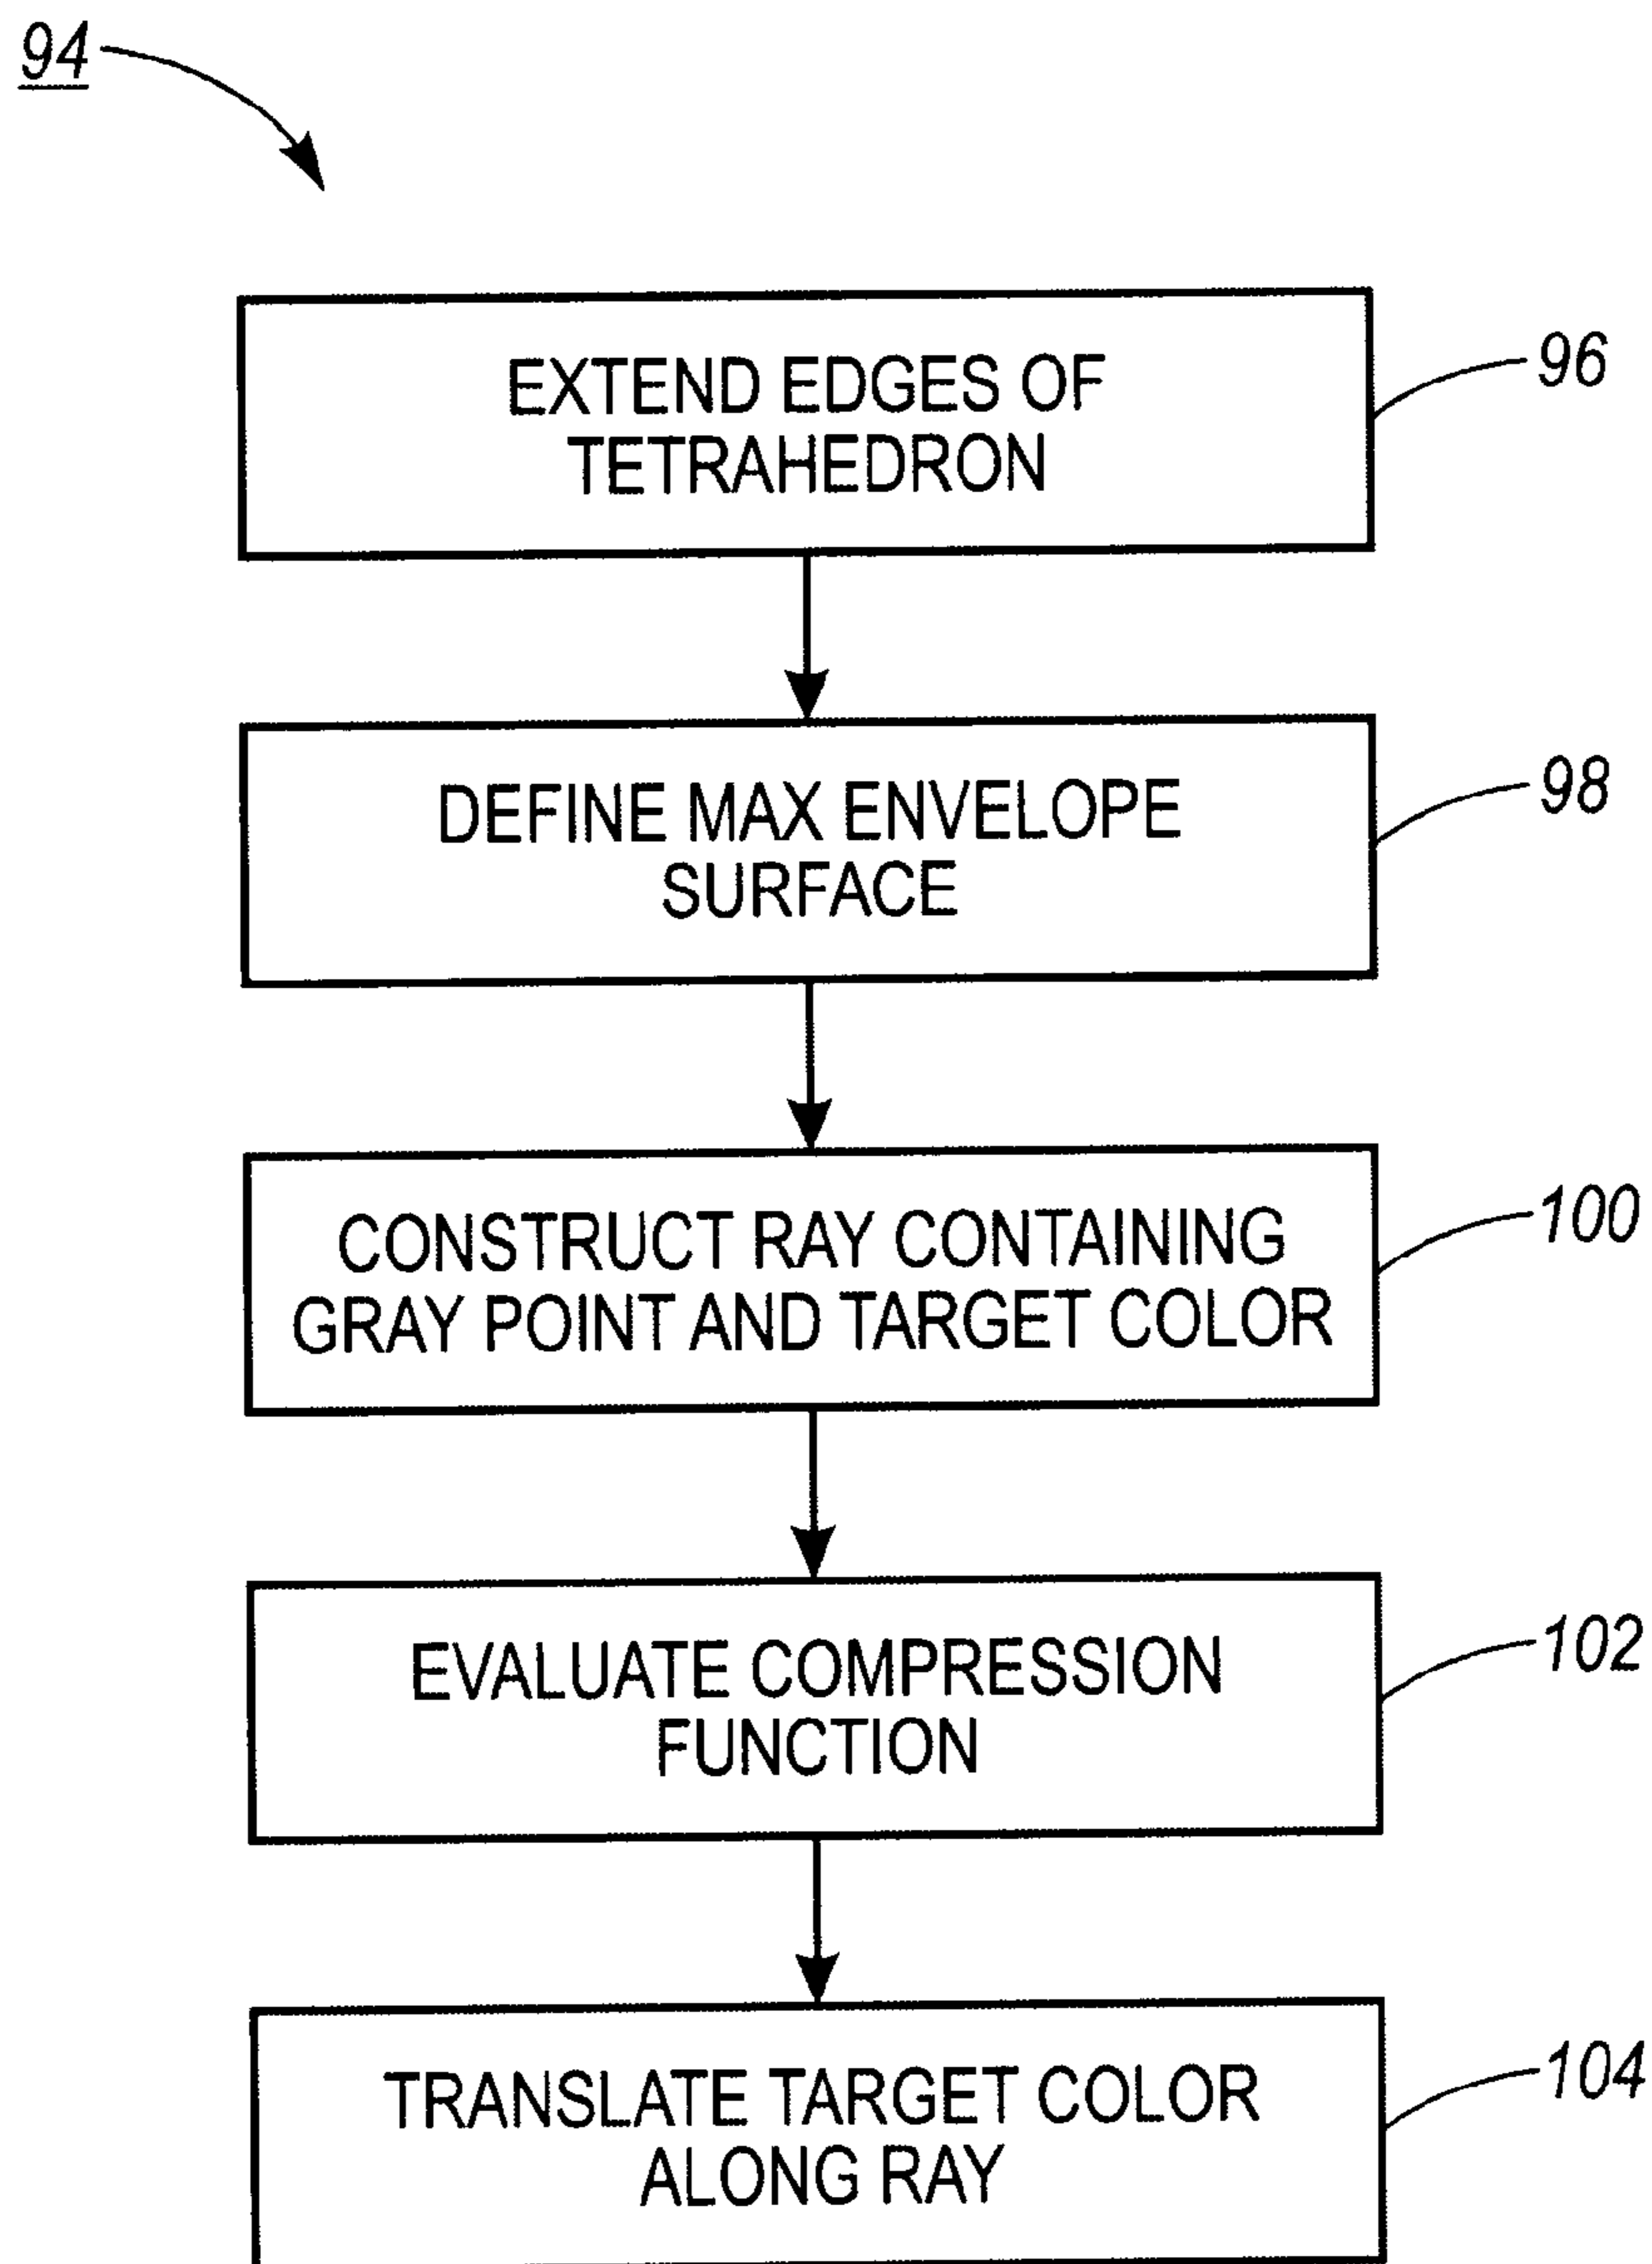 94
EXTEND EDGES OF
TETRAHEDRON
96
DEFINE MAX ENVELOPE
SURFACE
98
CONSTRUCT RAY CONTAINING
GRAY POINT AND TARGET COLOR
100
EVALUATE COMPRESSION
FUNCTION
102
TRANSLATE TARGET COLOR
ALONG RAY
104